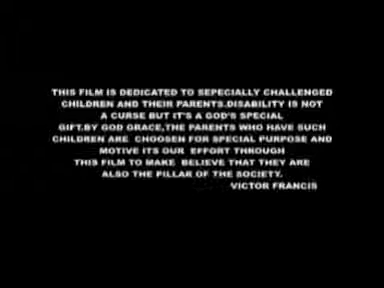 THIS FILM IS DEDICATED TO SEPECIALLY CHALLENGED
CHILDREN AND THEIR PARENTS.DISABILITY IS NOT
A CURSE BUT IT'S A GOD'S SPECIAL
GIFT.BY GOD GRACE,THE PARENTS WHO HAVE SUCH
CHILDREN ARE CHOOSEN FOR SPECIAL PURPOSE AND
MOTIVE ITS OUR EFFORT THROUGH
THIS FILM TO MAKE BELIEVE THAT THEY ARE
ALSO THE PILLAR OF THE SOCIETY.
VICTOR FRANCIS